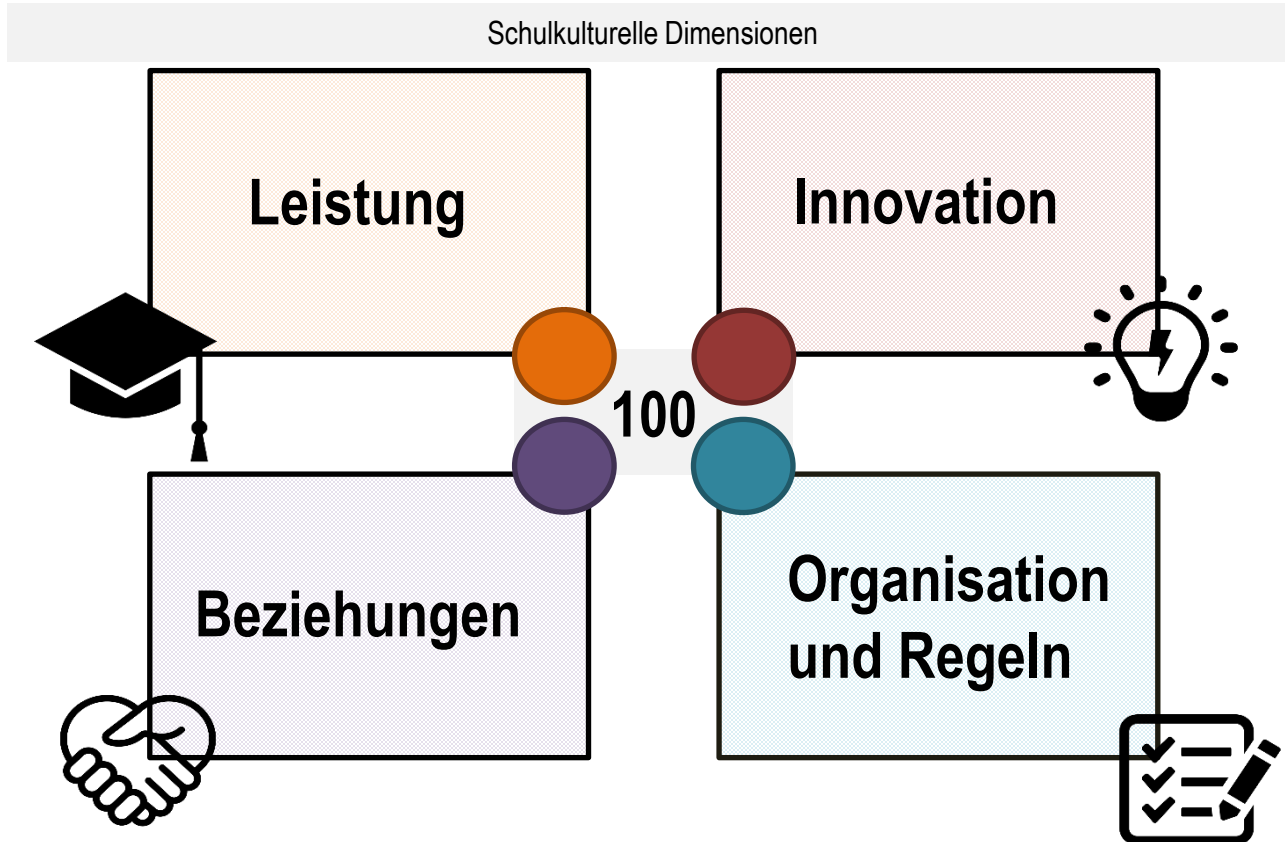 Schulkulturelle Dimensionen
Leistung
Innovation
100
Beziehungen
Organisation
und Regeln